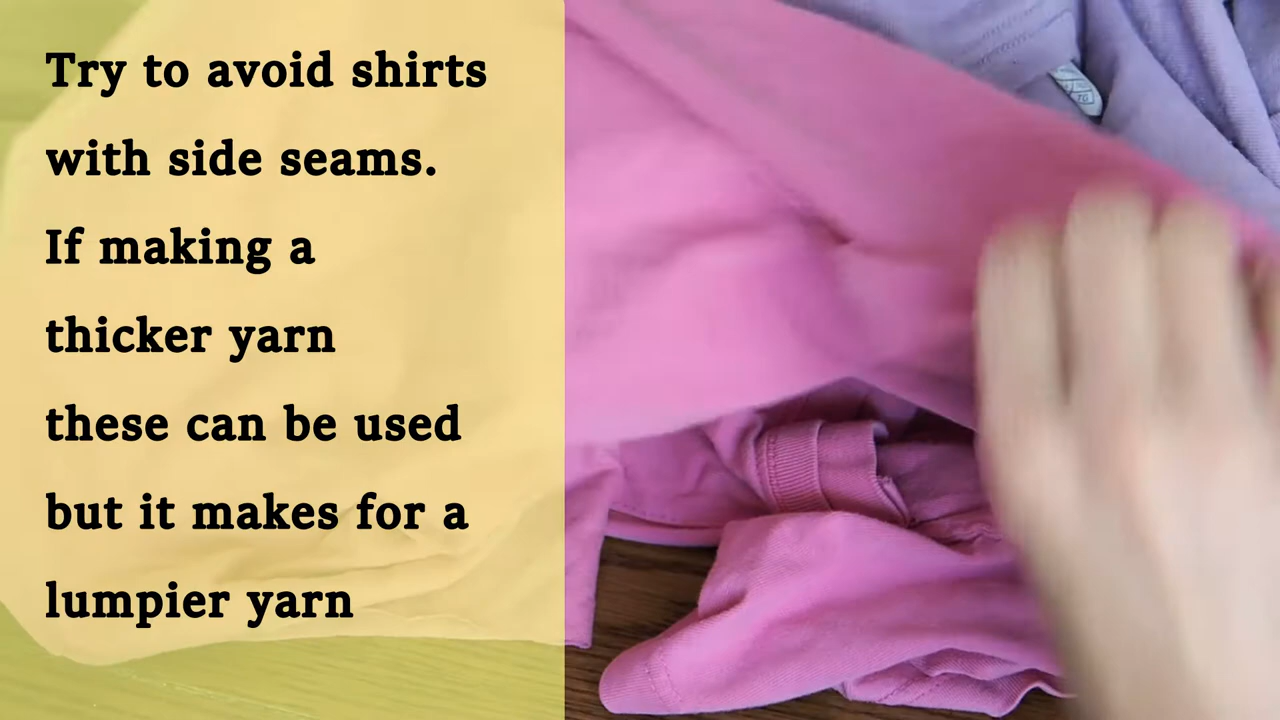 Try to avoid shirts
with side seams.
If making a
thicker yarn
these can be used
but it makes for a
lumpier yarn